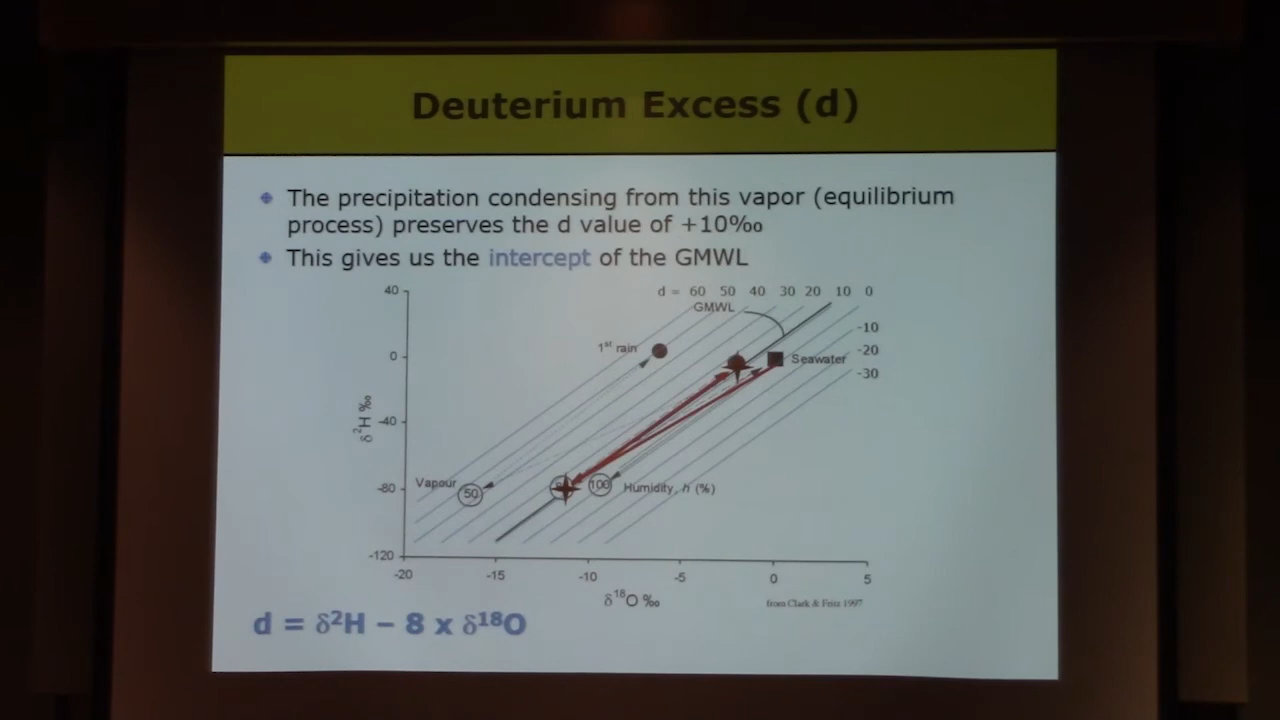 Deuterium Excess (d)
The precipitation condensing from this vapor (equilibrium
process) preserves the d value of +10‰
This gives us the intercept of the GMWL
40
d = 60 50 40 30 20 10 0
GMWL
-10
1st rain
0
Seawater
-20
-30
δ2H ‰
-40
-80
Vapour
50
100
Humidity, h (%)
-120
-20 -15 -10 -5 0 5
δ18O ‰
from Clark & Fritz 1997
d = δ2H – 8 x δ18O